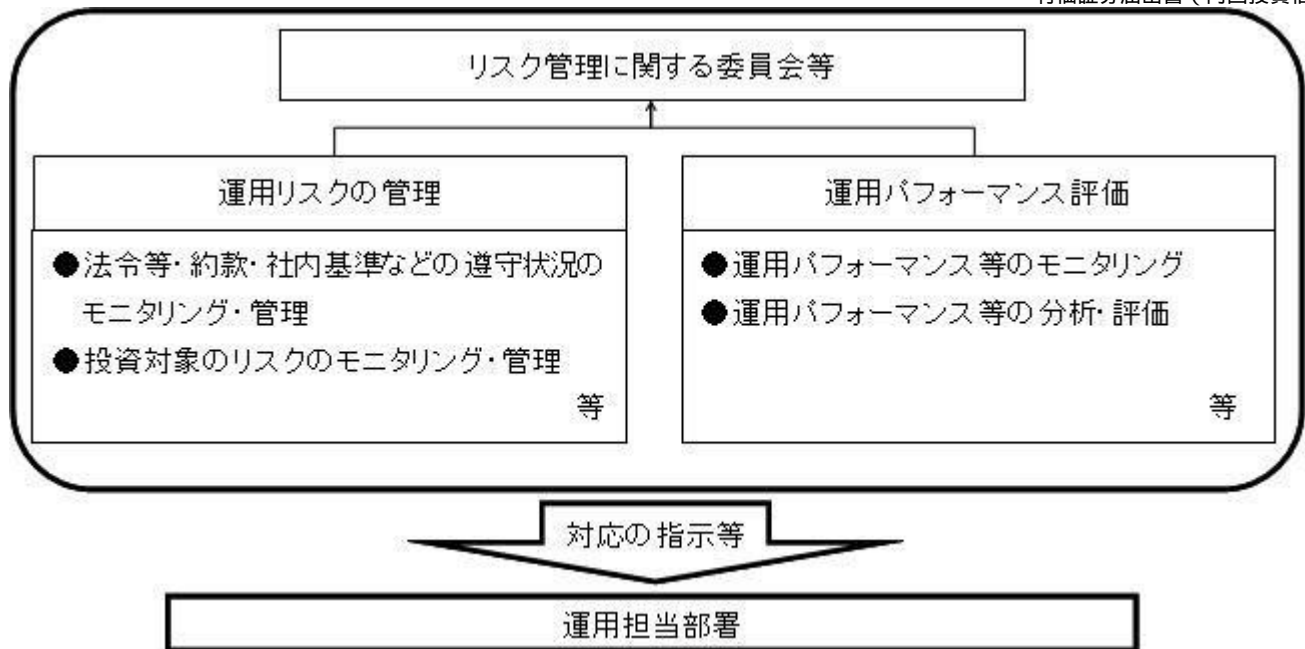 リスク管理に関する委員会等
運用リスクの管理
●法令等・約款・社内基準などの遵守状況の
モニタリング・管理
●投資対象のリスクのモニタリング・管理
等
運用パフォーマンス評価
●運用パフォーマンス等のモニタリング
●運用パフォーマンス等の分析・評価
等
対応の指示等
運用担当部署